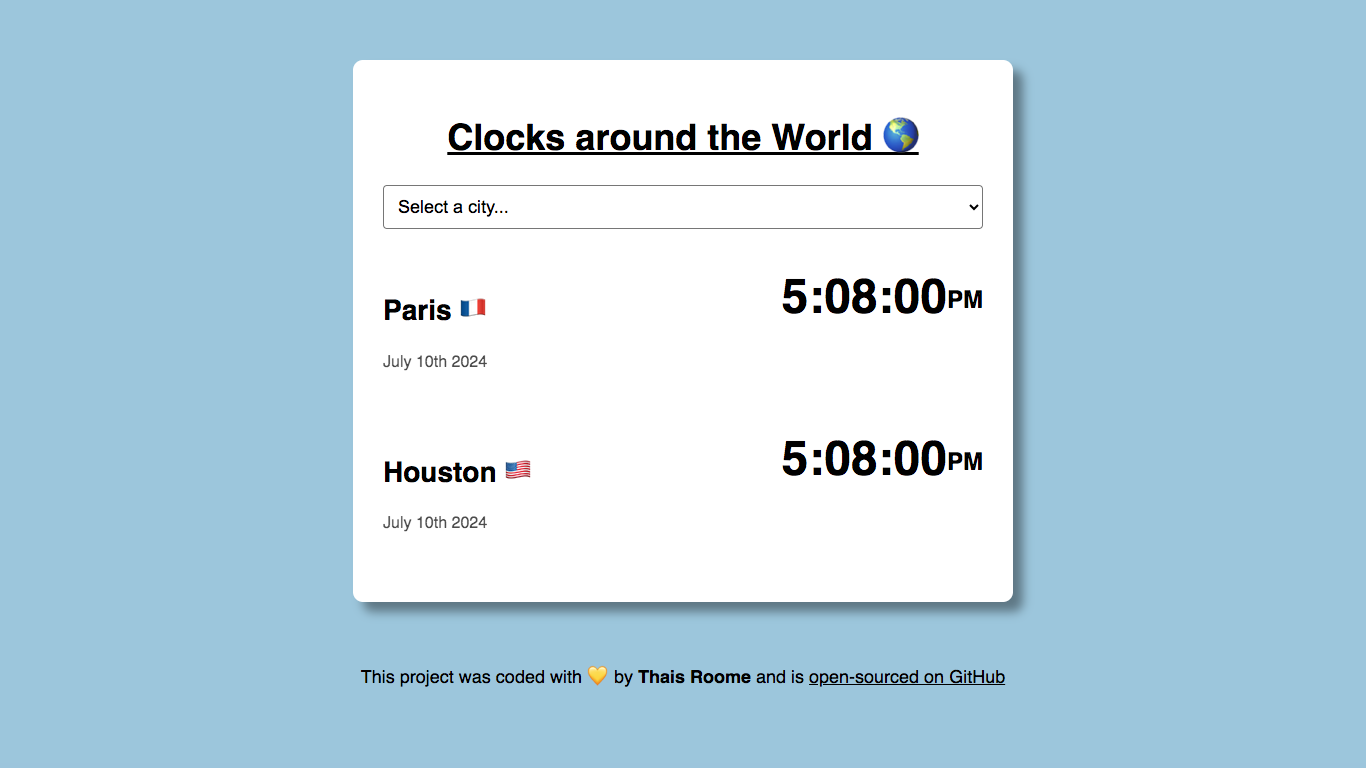 Clocks around the World 🌎
Select a city...
Paris 🇫🇷
5:08:00PM
July 10th 2024
Houston 🇺🇸
5:08:00PM
July 10th 2024
This project was coded with 💛 by Thais Roome and is open-sourced on GitHub